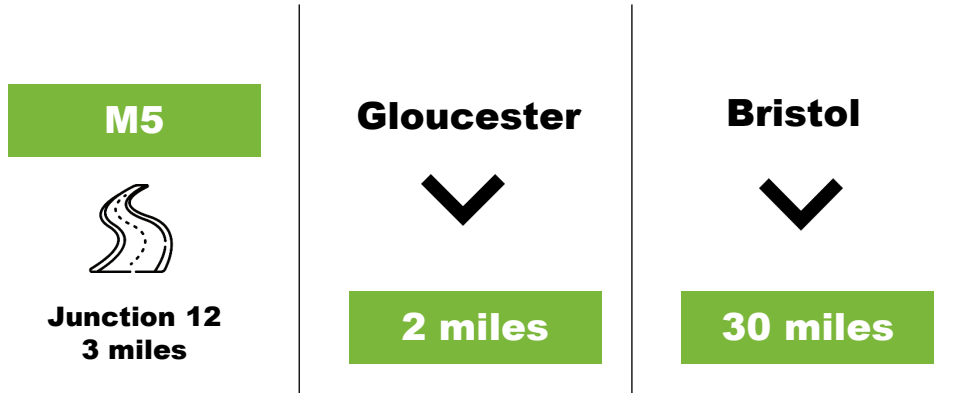 M5
Junction 12
3 miles
Gloucester
2 miles
Bristol
30 miles